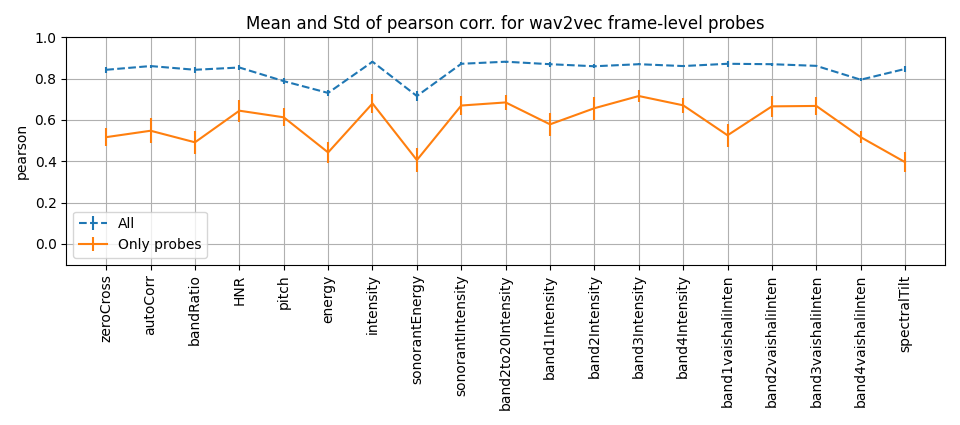 Mean and Std of pearson corr. for wav2vec frame-level probes
1.0
0.8
0.6
0.4
0.2
0.0
pearson
All
Only probes
zeroCross
autoCorr
bandRatio
HNR
pitch
energy
intensity
sonorantEnergy
sonorantIntensity
band2to20Intensity
band1Intensity
band2Intensity
band3Intensity
band4Intensity
band1vaishaliInten
band2vaishaliInten
band3vaishaliInten
band4vaishaliInten
spectralTilt